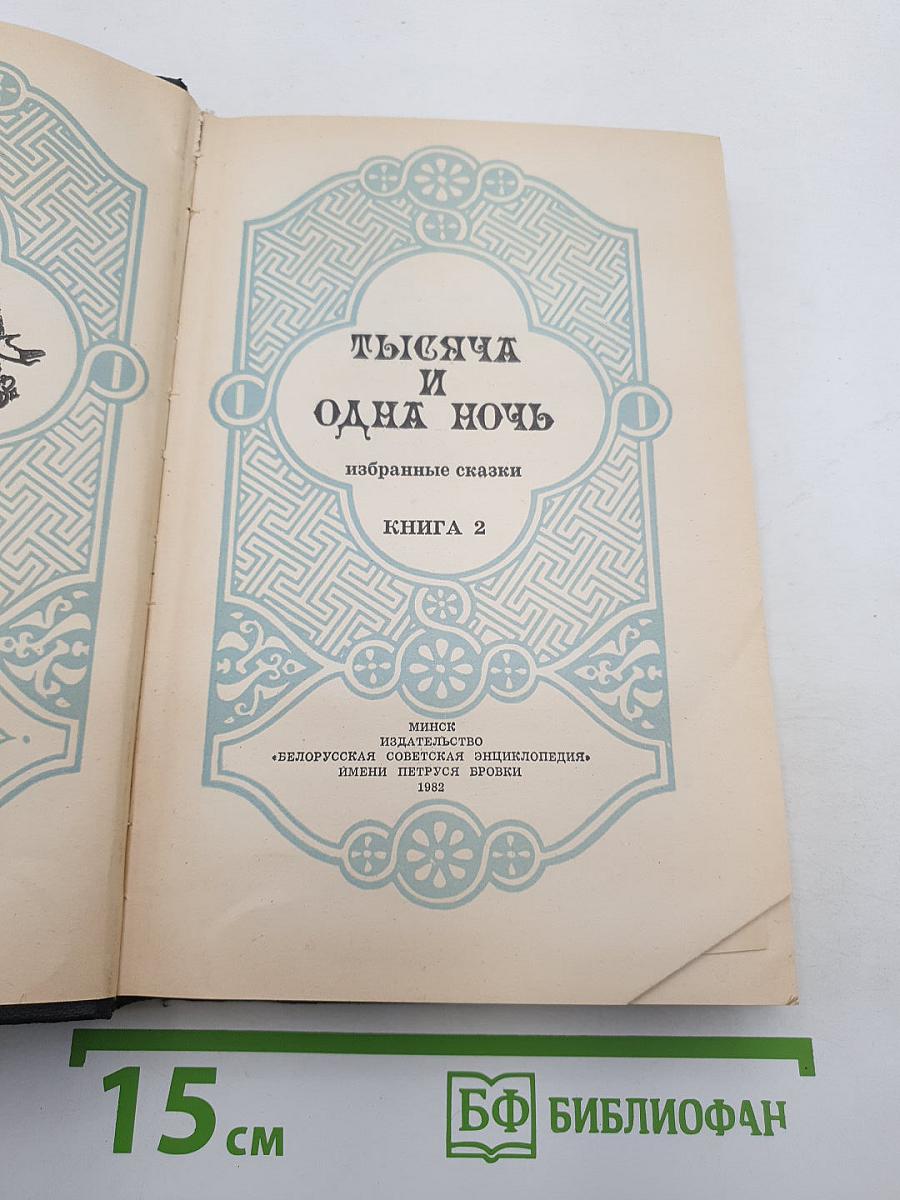 ТЫСЯЧА
И
ОДНА НОЧЬ
избранные сказки
КНИГА 2
МИНСК
ИЗДАТЕЛЬСТВО
«БЕЛОРУССКАЯ СОВЕТСКАЯ ЭНЦИКЛОПЕДИЯ»
ИМЕНИ ПЕТРУСЯ БРОВКИ
1982
15 см
БФ БИБЛИОФАН